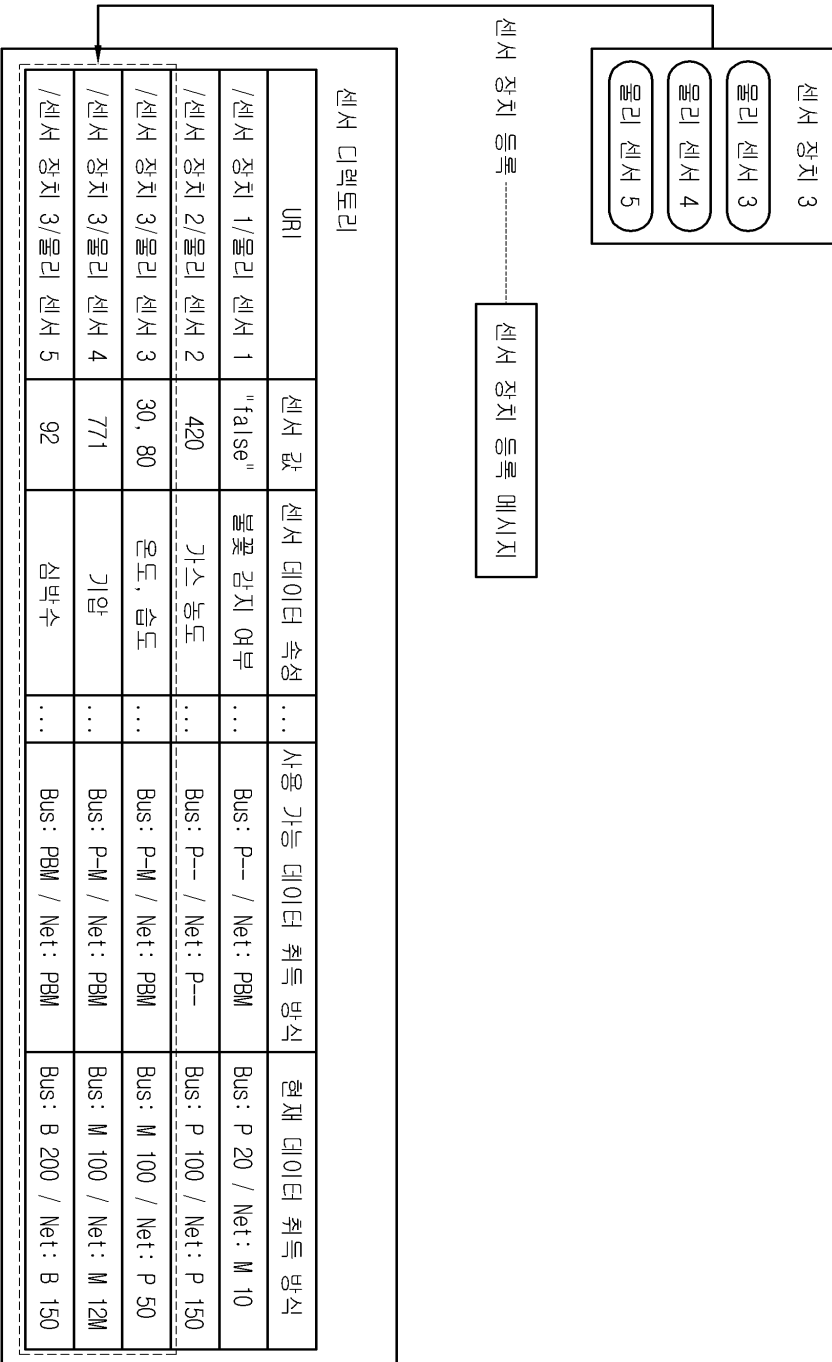 센서 장치 3
물리 센서 3
물리 센서 4
물리 센서 5
센서 장치 등록
센서 장치 등록 메시지
센서 디렉토리
URI 센서 값 센서 데이터 속성 ... 사용 가능 데이터 취득 방식 현재 데이터 취득 방식
/센서 장치 1/물리 센서 1 "false" 불꽃 감지 여부 ... Bus: P-- / Net: PBM Bus: P 20 / Net: M 10
/센서 장치 2/물리 센서 2 420 가스 농도 ... Bus: P-- / Net: P-- Bus: P 100 / Net: P 150
/센서 장치 3/물리 센서 3 30, 80 온도, 습도 ... Bus: P-M / Net: PBM Bus: M 100 / Net: P 50
/센서 장치 3/물리 센서 4 771 기압 ... Bus: P-M / Net: PBM Bus: M 100 / Net: M 12M
/센서 장치 3/물리 센서 5 92 심박수 ... Bus: PBM / Net: PBM Bus: B 200 / Net: B 150